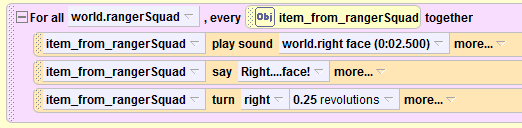 For all world.rangerSquad , every Obj item_from_rangerSquad together
item_from_rangerSquad play sound world.right face (0:02.500) more...
item_from_rangerSquad say Right....face! more...
item_from_rangerSquad turn right 0.25 revolutions more...